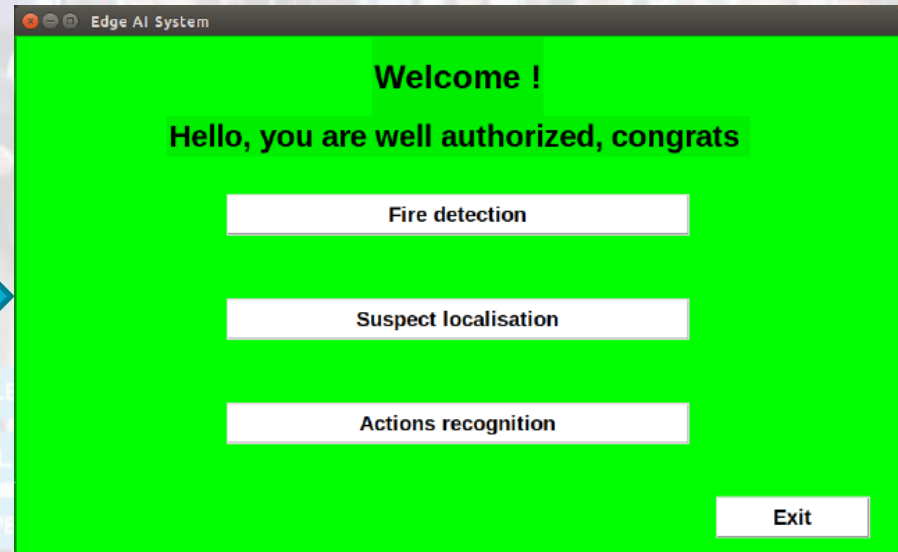 Edge AI System
Welcome !
Hello, you are well authorized, congrats
Fire detection
Suspect localisation
Actions recognition
Exit